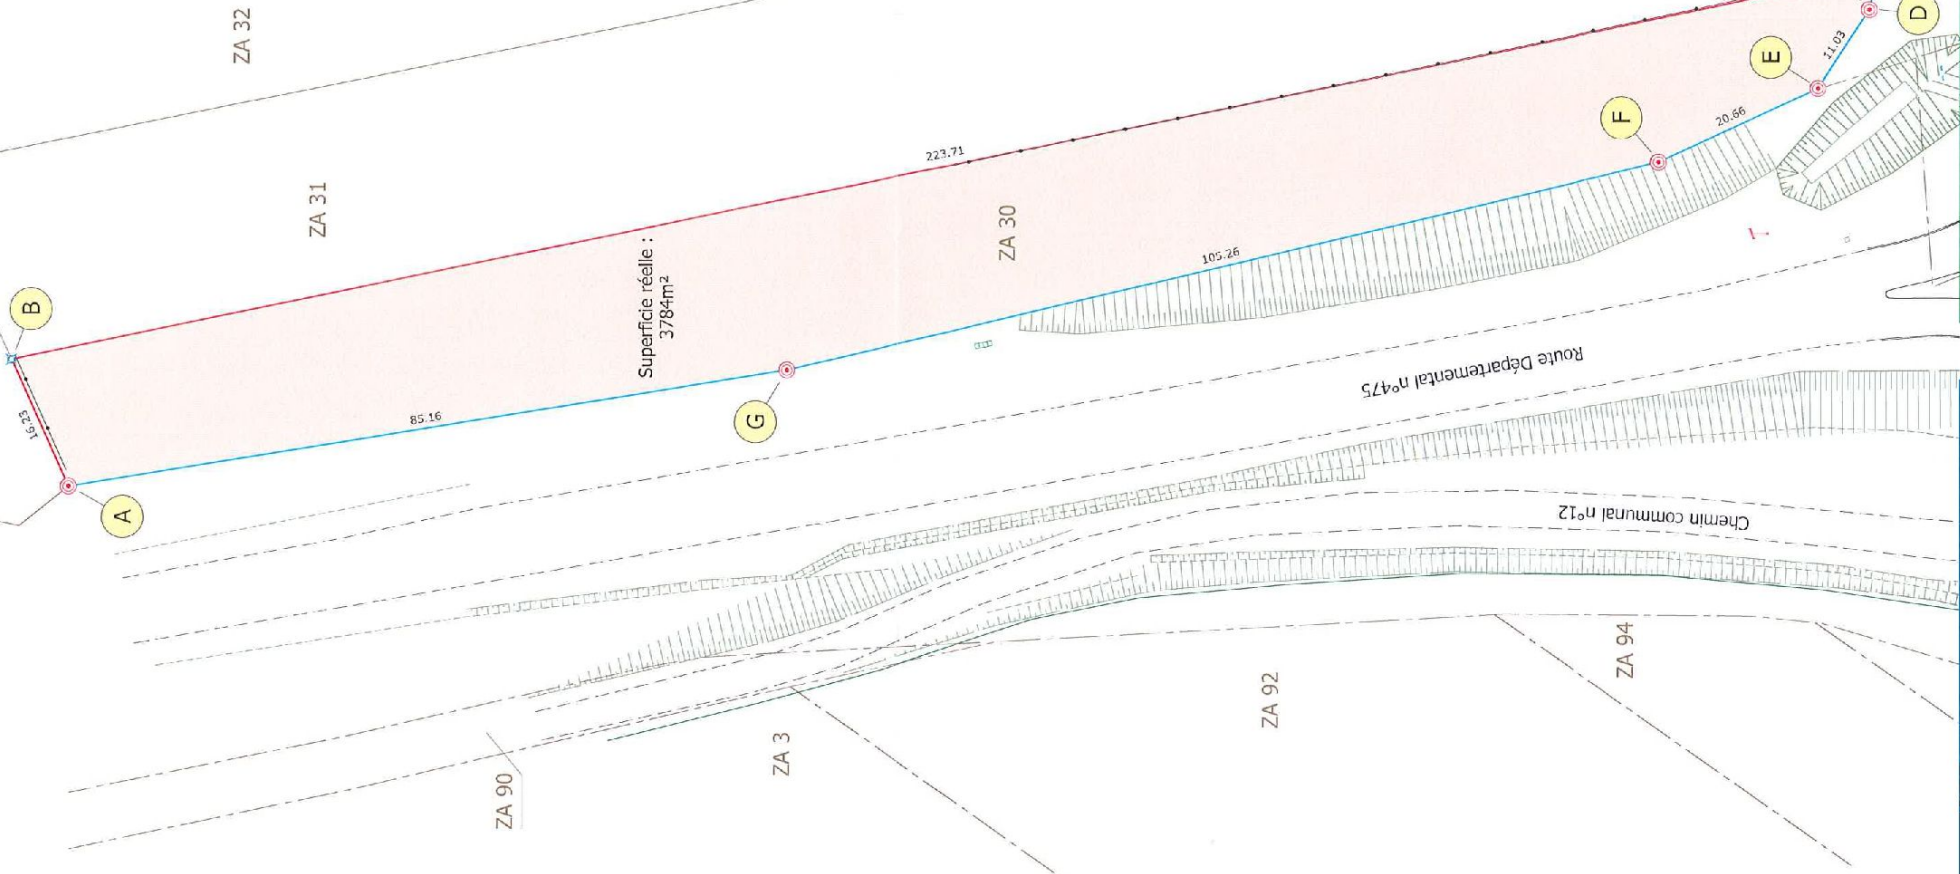 ZA 32
D
11.03
E
F
20.66
223.71
ZA 31
ZA 30
Superficie réelle :
3784m²
B
105.26
16.23
85.16
G
Route Départemental n°475
A
Chemin communal n°12
ZA 94
ZA 92
ZA 3
ZA 90